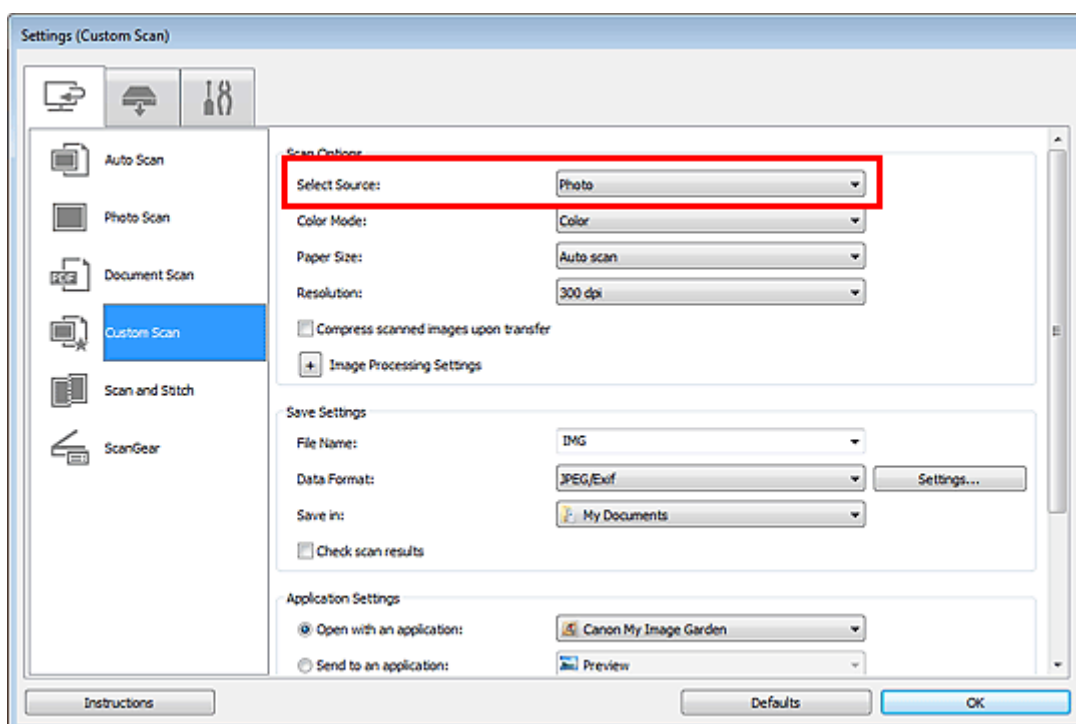 Settings (Custom Scan)
Auto Scan
Photo Scan
PDF
Document Scan
Custom Scan
Scan and Stitch
ScanGear
Scan Options
Select Source: Photo
Color Mode: Color
Paper Size: Auto scan
Resolution: 300 dpi
Compress scanned images upon transfer
+ Image Processing Settings
Save Settings
File Name: IMG
Data Format: JPEG/Exif Settings...
Save in: My Documents
Check scan results
Application Settings
Open with an application: Canon My Image Garden
Send to an application: Preview
Instructions Defaults OK